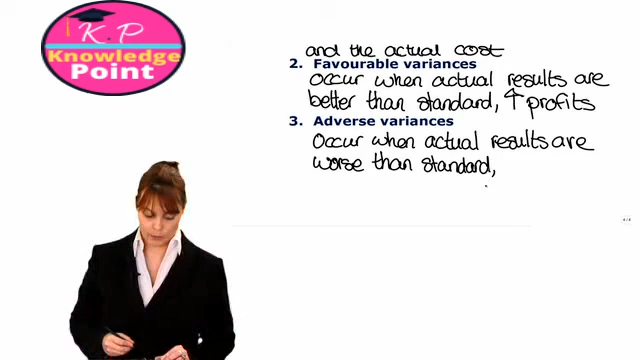 K.P
Knowledge
Point
and the actual cost
2. Favourable variances
Occur when actual results are
better than standard, ↑ profits
3. Adverse variances
Occur when actual results are
worse than standard,